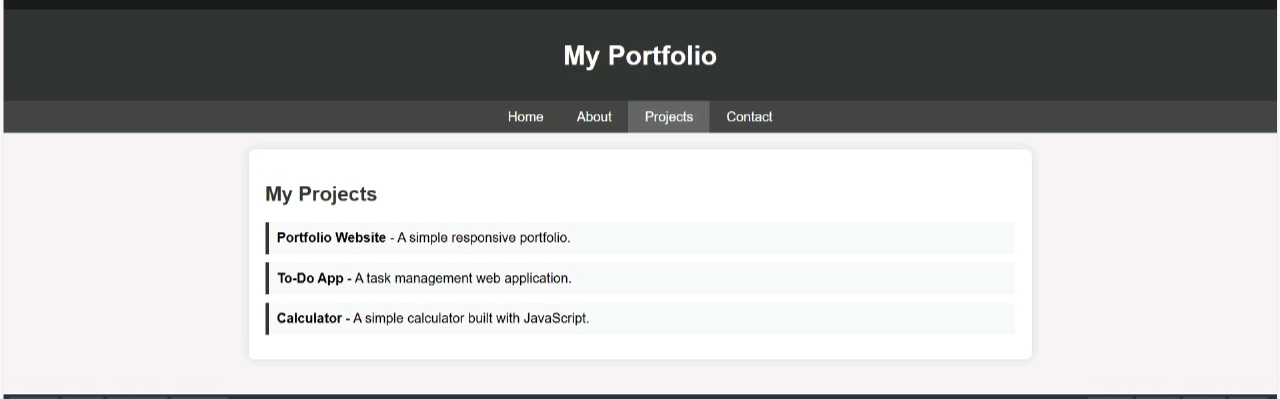 My Portfolio
Home About Projects Contact
My Projects
Portfolio Website - A simple responsive portfolio.
To-Do App - A task management web application.
Calculator - A simple calculator built with JavaScript.